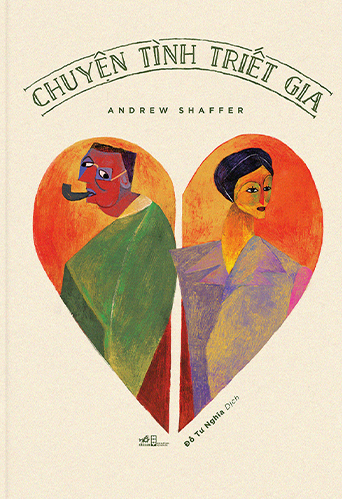 CHUYỆN TÌNH TRIẾT GIA
ANDREW SHAFFER
Đỗ Tư Nghĩa Dịch